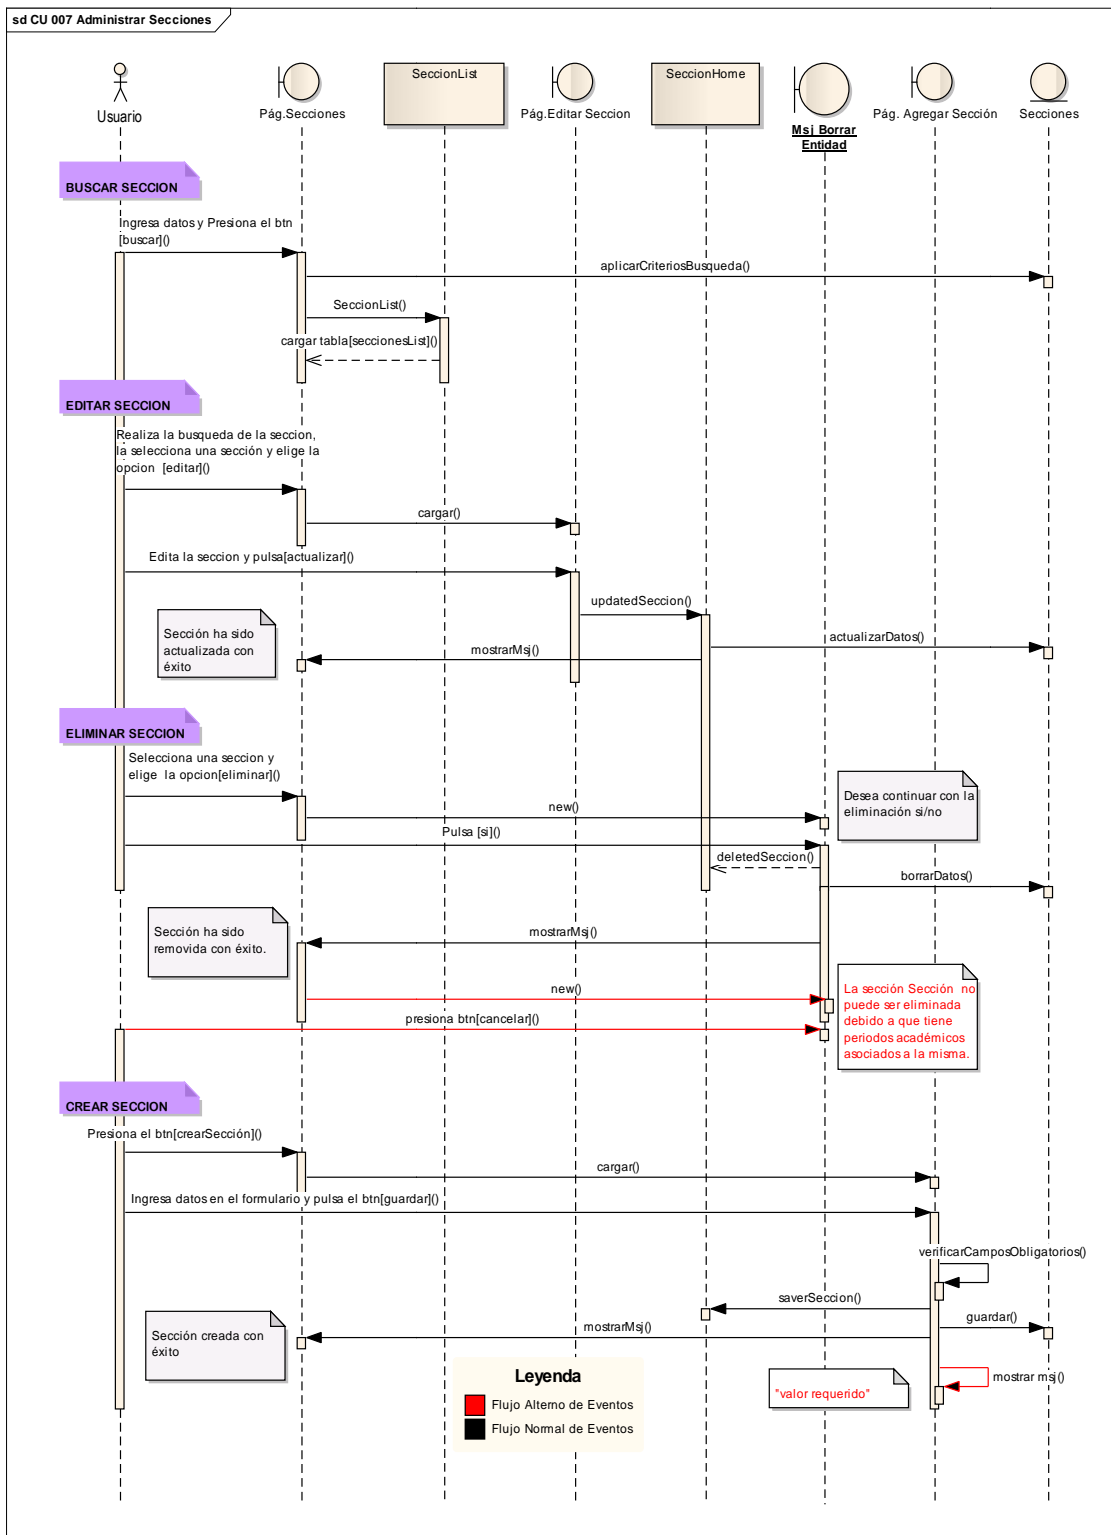 sd CU 007 Administrar Secciones
Usuario
Pág.Secciones
SeccionList
Pág.Editar Seccion
SeccionHome
Msj Borrar
Entidad
Pág. Agregar Sección
Secciones
BUSCAR SECCION
Ingresa datos y Presiona el btn
[buscar]()
aplicarCriteriosBusqueda()
SeccionList()
cargar tabla[seccionesList]()
EDITAR SECCION
Realiza la busqueda de la seccion,
la selecciona una sección y elige la
opcion [editar]()
cargar()
Edita la seccion y pulsa[actualizar]()
updatedSeccion()
Sección ha sido
actualizada con
éxito
mostrarMsj()
actualizarDatos()
ELIMINAR SECCION
Selecciona una seccion y
elige la opcion[eliminar]()
Desea continuar con la
eliminación si/no
new()
Pulsa [si]()
deletedSeccion()
borrarDatos()
Sección ha sido
removida con éxito.
mostrarMsj()
new()
La sección Sección no
puede ser eliminada
debido a que tiene
periodos académicos
asociados a la misma.
presiona btn[cancelar]()
CREAR SECCION
Presiona el btn[crearSección]()
cargar()
Ingresa datos en el formulario y pulsa el btn[guardar]()
verificarCamposObligatorios()
saverSeccion()
guardar()
Sección creada con
éxito
mostrarMsj()
mostrar msj()
"valor requerido"
Leyenda
Flujo Alterno de Eventos
Flujo Normal de Eventos